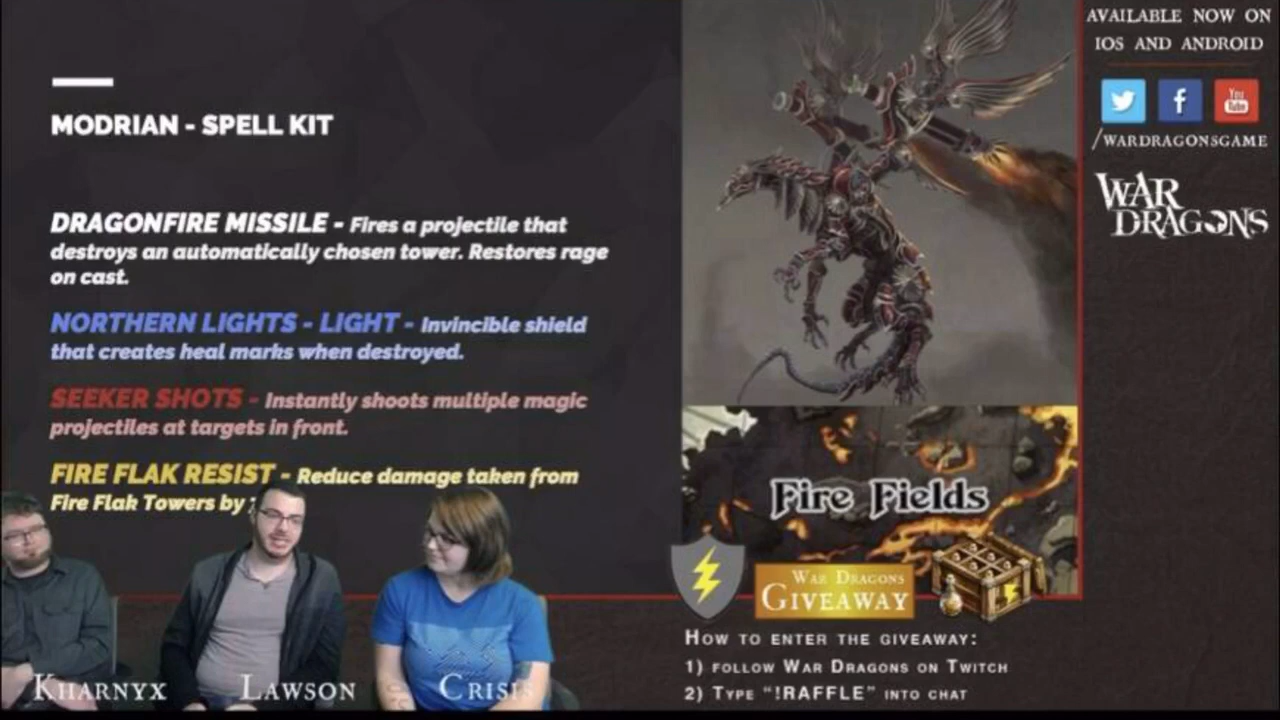 MODRIAN - SPELL KIT
DRAGONFIRE MISSILE - Fires a projectile that
destroys an automatically chosen tower. Restores rage
on cast.
NORTHERN LIGHTS - LIGHT - Invincible shield
that creates heal marks when destroyed.
SEEKER SHOTS - Instantly shoots multiple magic
projectiles at targets in front.
FIRE FLAK RESIST - Reduce damage taken from
Fire Flak Towers by
KHARNYX
LAWSON
CRISIS
Fire Fields
WAR DRAGONS
GIVEAWAY
HOW TO ENTER THE GIVEAWAY:
1) FOLLOW WAR DRAGONS ON TWITCH
2) TYPE "!RAFFLE" INTO CHAT
AVAILABLE NOW ON
IOS AND ANDROID
You
Tube
/WARDRAGONSGAME
WAR
DRAGONS